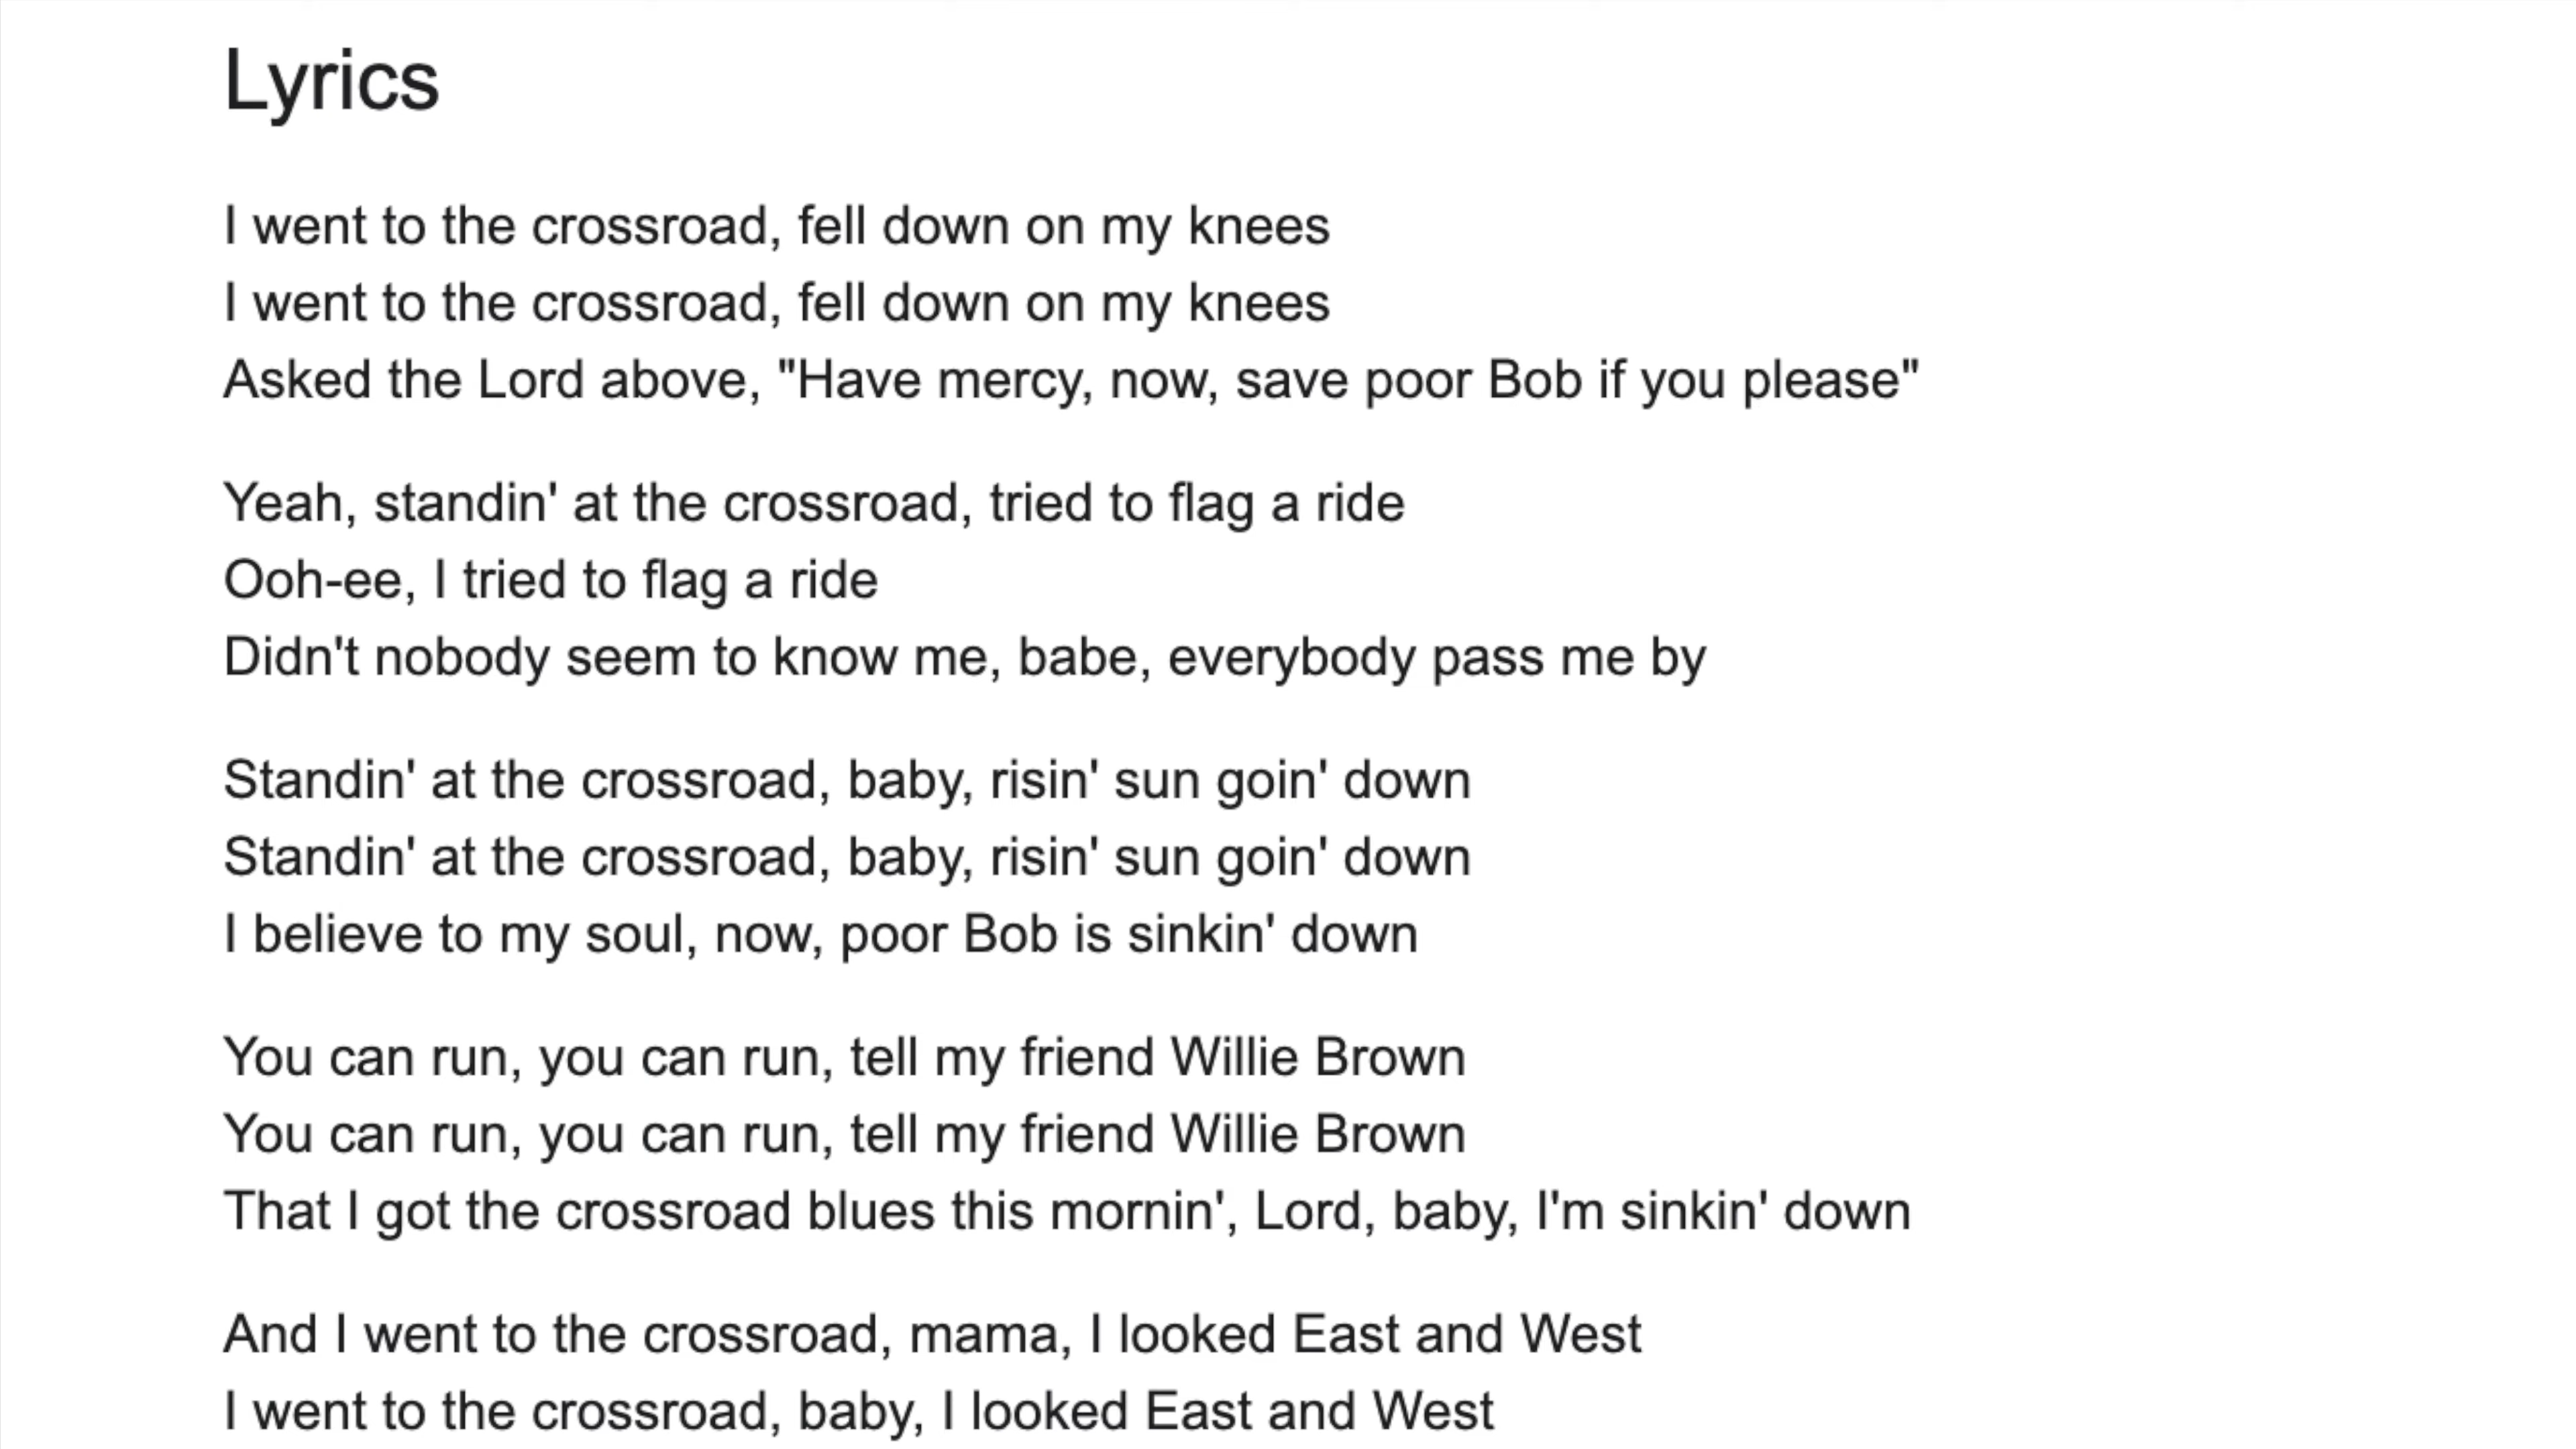 Lyrics
I went to the crossroad, fell down on my knees
I went to the crossroad, fell down on my knees
Asked the Lord above, "Have mercy, now, save poor Bob if you please"
Yeah, standin' at the crossroad, tried to flag a ride
Ooh-ee, I tried to flag a ride
Didn't nobody seem to know me, babe, everybody pass me by
Standin' at the crossroad, baby, risin' sun goin' down
Standin' at the crossroad, baby, risin' sun goin' down
I believe to my soul, now, poor Bob is sinkin' down
You can run, you can run, tell my friend Willie Brown
You can run, you can run, tell my friend Willie Brown
That I got the crossroad blues this mornin', Lord, baby, I'm sinkin' down
And I went to the crossroad, mama, I looked East and West
I went to the crossroad, baby, I looked East and West